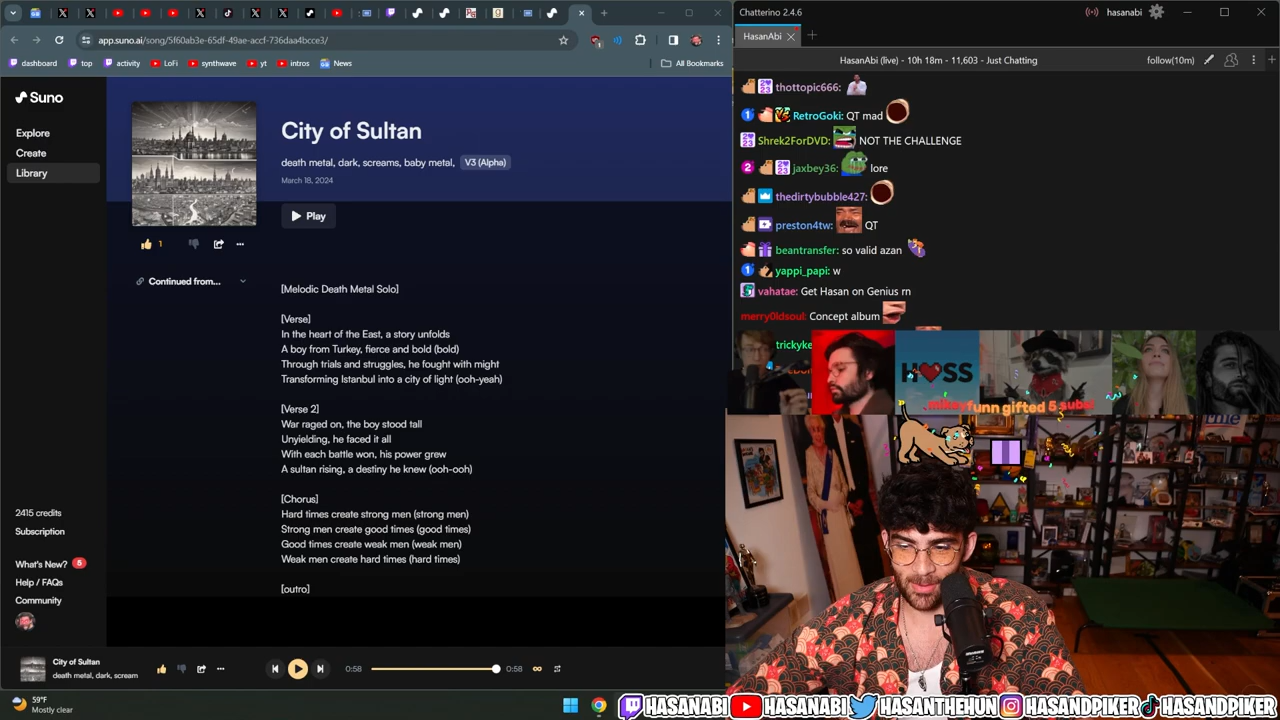 app.suno.ai/song/5f60ab3e-65df-49ae-accf-736daa4bcce3/
dashboard
top
activity
LoFi
synthwave
yt
intros
News
All Bookmarks
Suno
Explore
Create
Library
2415 credits
Subscription
What's New?
5
Help / FAQs
Community
City of Sultan
death metal, dark, screams, baby metal, V3 (Alpha)
March 18, 2024
Play
1
Continued from...
[Melodic Death Metal Solo]
[Verse]
In the heart of the East, a story unfolds
A boy from Turkey, fierce and bold (bold)
Through trials and struggles, he fought with might
Transforming Istanbul into a city of light (ooh-yeah)
[Verse 2]
War raged on, the boy stood tall
Unyielding, he faced it all
With each battle won, his power grew
A sultan rising, a destiny he knew (ooh-ooh)
[Chorus]
Hard times create strong men (strong men)
Strong men create good times (good times)
Good times create weak men (weak men)
Weak men create hard times (hard times)
[outro]
City of Sultan
death metal, dark, scream
0:58
0:58
59°F
Mostly clear
Chatterino 2.4.6
hasanabi
HasanAbi
HasanAbi (live) - 10h 18m - 11,603 - Just Chatting
follow(10m)
thottopic666:
RetroGoki: QT mad
Shrek2ForDVD: NOT THE CHALLENGE
jaxbey36: lore
thedirtybubble427:
preston4tw: QT
beantransfer: so valid azan
yappi_papi: w
vahatae: Get Hasan on Genius rn
merry0ldsoul: Concept album
trickyke
H SS
mikeyfunn gifted 5 subs!
HASANABI
HASANABI
HASANTHEHUN
HASANDPIKER
HASANDPIKER